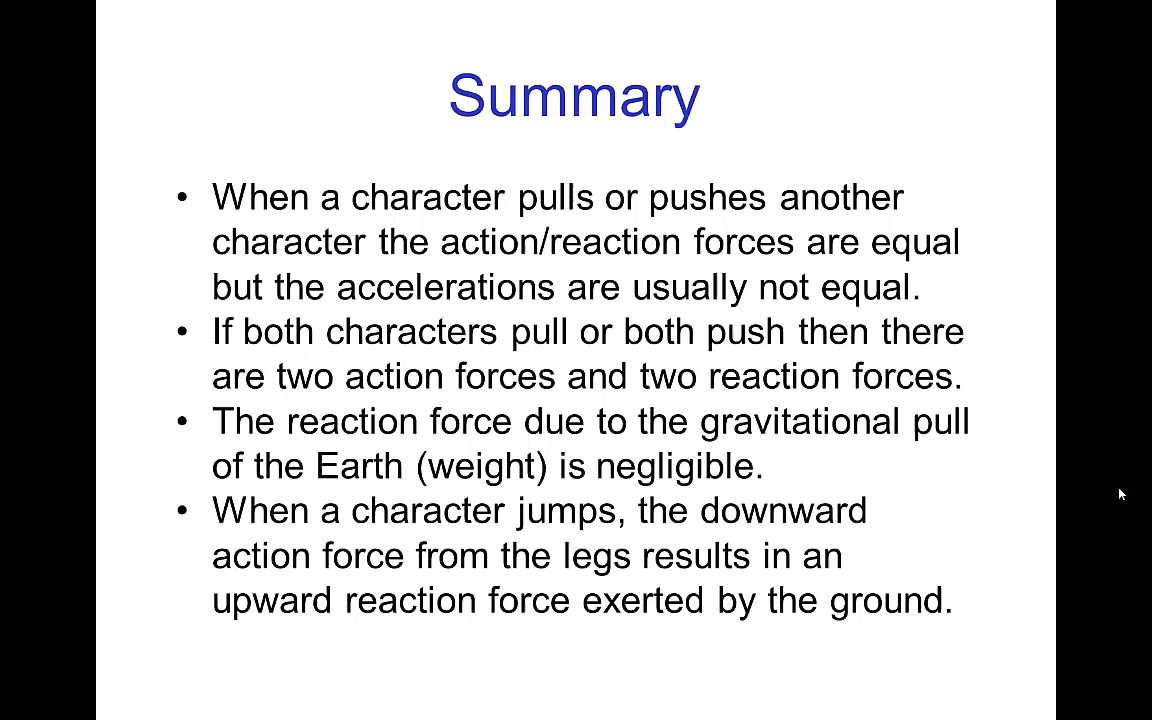 Summary
• When a character pulls or pushes another
character the action/reaction forces are equal
but the accelerations are usually not equal.
• If both characters pull or both push then there
are two action forces and two reaction forces.
• The reaction force due to the gravitational pull
of the Earth (weight) is negligible.
• When a character jumps, the downward
action force from the legs results in an
upward reaction force exerted by the ground.